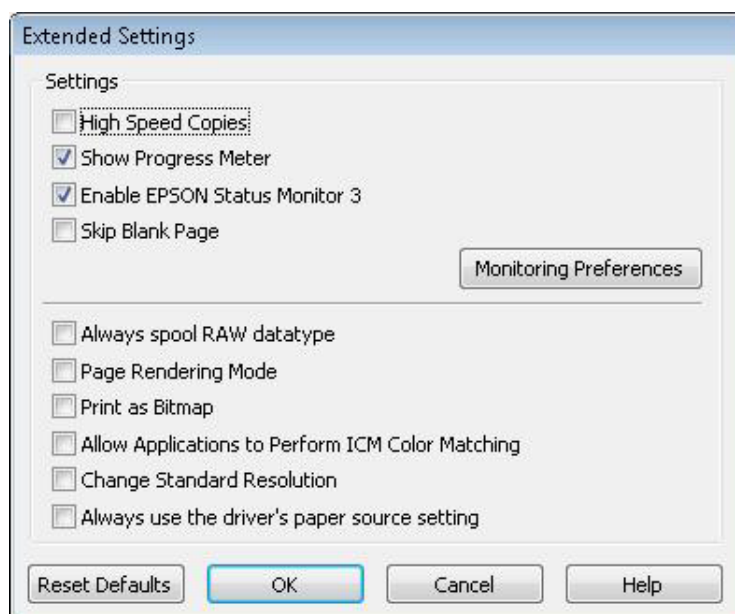 Extended Settings
Settings
High Speed Copies
Show Progress Meter
Enable EPSON Status Monitor 3
Skip Blank Page
Monitoring Preferences
Always spool RAW datatype
Page Rendering Mode
Print as Bitmap
Allow Applications to Perform ICM Color Matching
Change Standard Resolution
Always use the driver's paper source setting
Reset Defaults OK Cancel Help